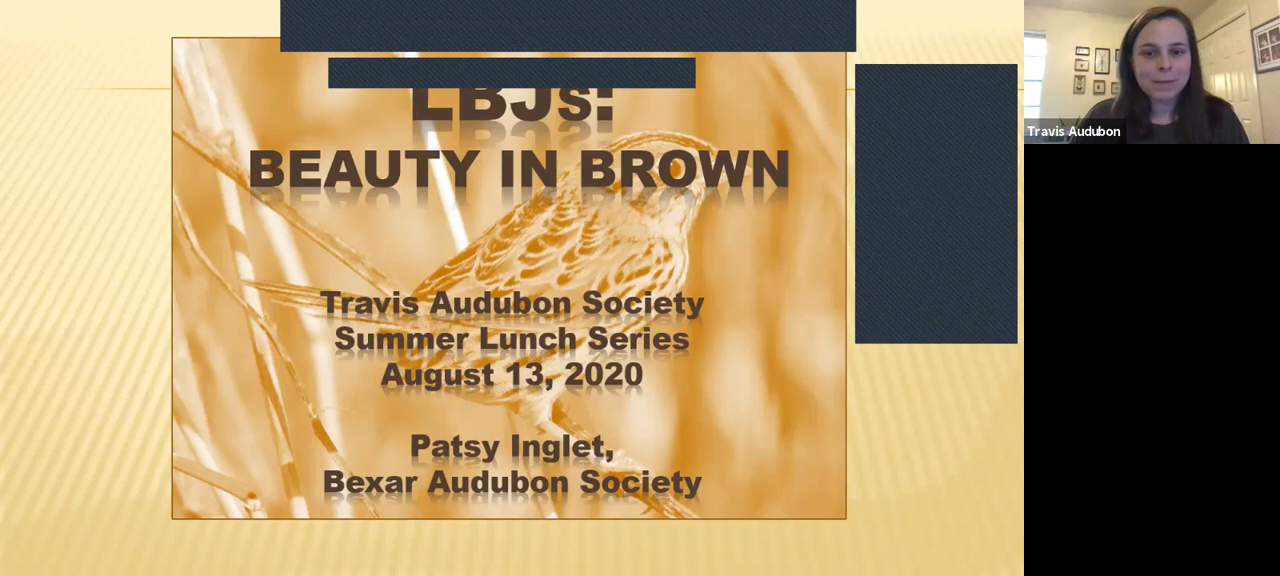 LBJs:
BEAUTY IN BROWN
Travis Audubon Society
Summer Lunch Series
August 13, 2020
Patsy Inglet,
Bexar Audubon Society
Travis Audubon